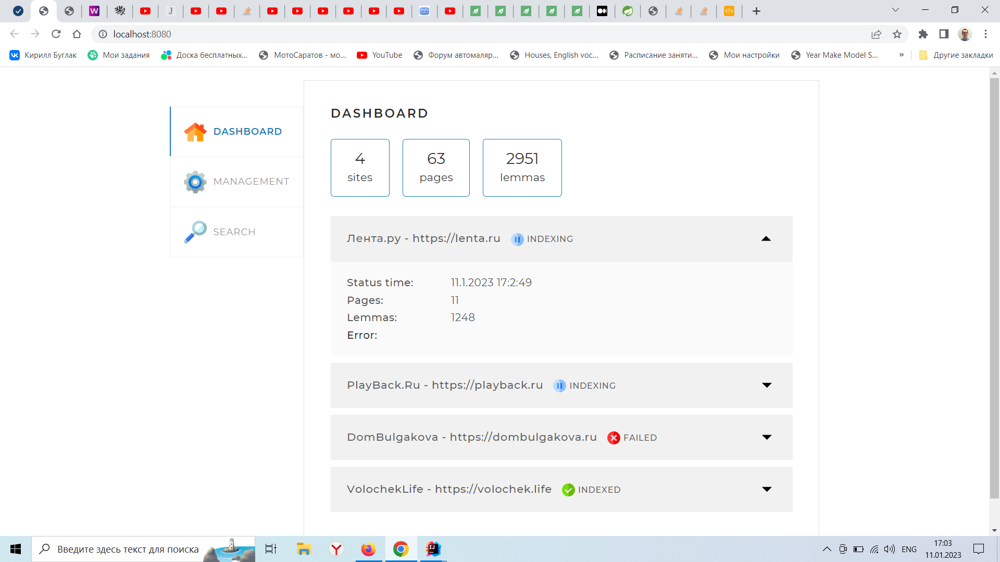 localhost:8080
Кирилл Буглак
Мои задания
Доска бесплатных...
МотоСаратов - мо...
YouTube
Форум автомаляр...
Houses, English voc...
Расписание заняти...
Мои настройки
Year Make Model S...
»
Другие закладки
DASHBOARD
MANAGEMENT
SEARCH
DASHBOARD
4
sites
63
pages
2951
lemmas
Лента.ру - https://lenta.ru INDEXING
Status time: 11.1.2023 17:2:49
Pages: 11
Lemmas: 1248
Error:
PlayBack.Ru - https://playback.ru INDEXING
DomBulgakova - https://dombulgakova.ru FAILED
VolochekLife - https://volochek.life INDEXED
Введите здесь текст для поиска
ENG
17:03
11.01.2023